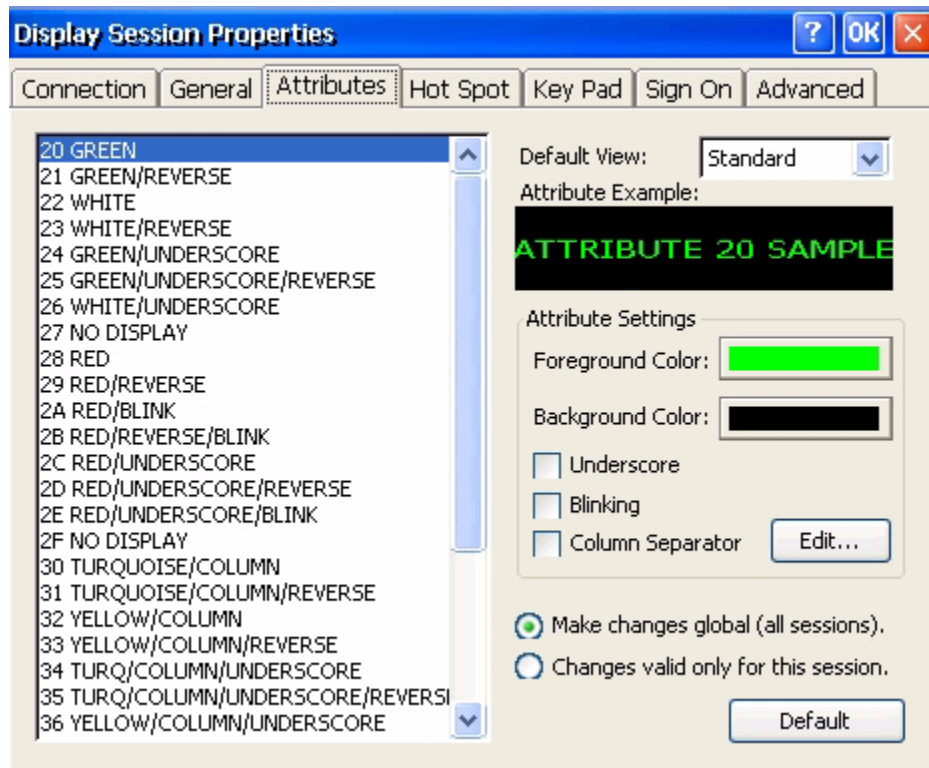 Display Session Properties ? OK
Connection General Attributes Hot Spot Key Pad Sign On Advanced
20 GREEN
21 GREEN/REVERSE
22 WHITE
23 WHITE/REVERSE
24 GREEN/UNDERSCORE
25 GREEN/UNDERSCORE/REVERSE
26 WHITE/UNDERSCORE
27 NO DISPLAY
28 RED
29 RED/REVERSE
2A RED/BLINK
2B RED/REVERSE/BLINK
2C RED/UNDERSCORE
2D RED/UNDERSCORE/REVERSE
2E RED/UNDERSCORE/BLINK
2F NO DISPLAY
30 TURQUOISE/COLUMN
31 TURQUOISE/COLUMN/REVERSE
32 YELLOW/COLUMN
33 YELLOW/COLUMN/REVERSE
34 TURQ/COLUMN/UNDERSCORE
35 TURQ/COLUMN/UNDERSCORE/REVERS
36 YELLOW/COLUMN/UNDERSCORE
Default View: Standard
Attribute Example:
ATTRIBUTE 20 SAMPLE
Attribute Settings
Foreground Color:
Background Color:
Underscore
Blinking
Column Separator Edit...
Make changes global (all sessions).
Changes valid only for this session.
Default